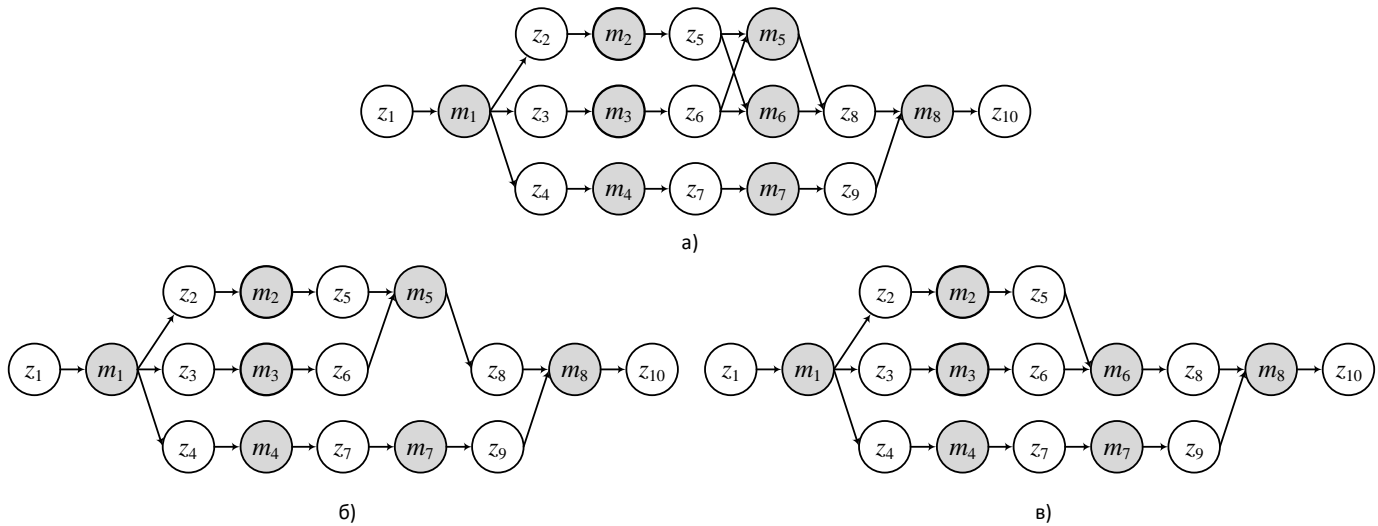 z2 m2 z5 m5
z1 m1 z3 m3 z6 m6 z8 m8 z10
z4 m4 z7 m7 z9
а)
z2 m2 z5 m5
z1 m1 z3 m3 z6 z8 m8 z10
z4 m4 z7 m7 z9
б)
z2 m2 z5
z1 m1 z3 m3 z6 m6 z8 m8 z10
z4 m4 z7 m7 z9
в)